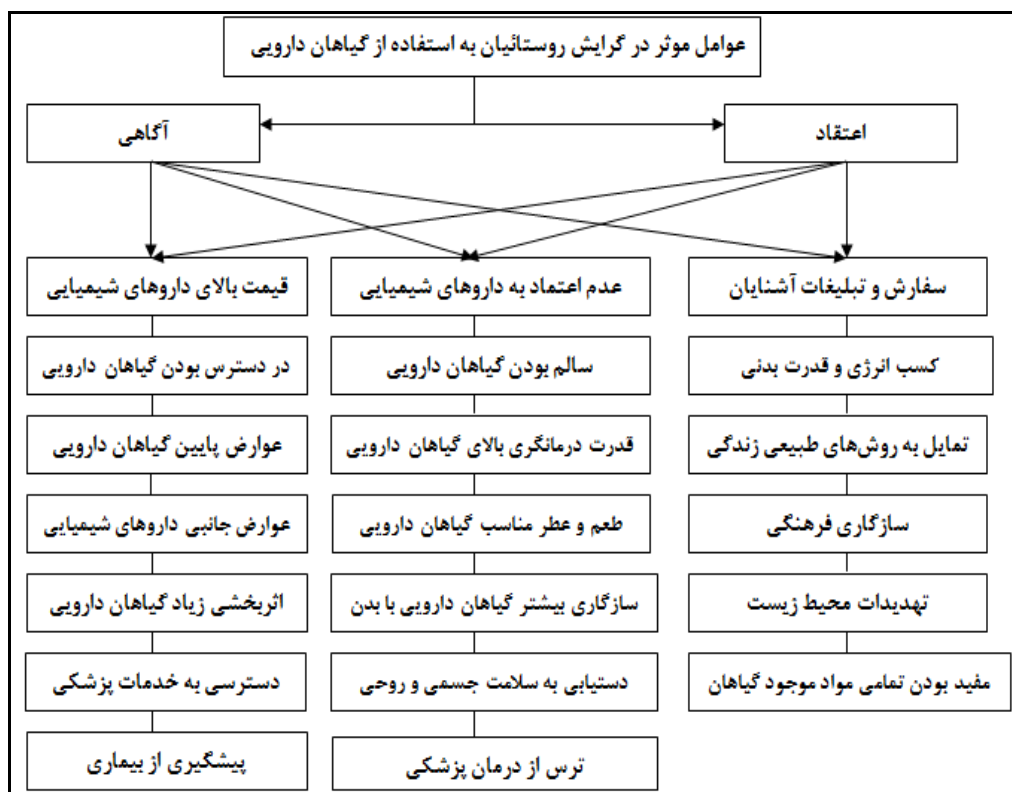 عوامل موثر در گرایش روستائیان به استفاده از گیاهان دارویی
اعتقاد
آگاهی
سفارش و تبلیغات آشنایان
کسب انرژی و قدرت بدنی
تمایل به روش‌های طبیعی زندگی
سازگاری فرهنگی
تهدیدات محیط زیست
مفید بودن تمامی مواد موجود گیاهان
عدم اعتماد به داروهای شیمیایی
سالم بودن گیاهان دارویی
قدرت درمانگری بالای گیاهان دارویی
طعم و عطر مناسب گیاهان دارویی
سازگاری بیشتر گیاهان دارویی با بدن
دستیابی به سلامت جسمی و روحی
ترس از درمان پزشکی
قیمت بالای داروهای شیمیایی
در دسترس بودن گیاهان دارویی
عوارض پایین گیاهان دارویی
عوارض جانبی داروهای شیمیایی
اثربخشی زیاد گیاهان دارویی
دسترسی به خدمات پزشکی
پیشگیری از بیماری